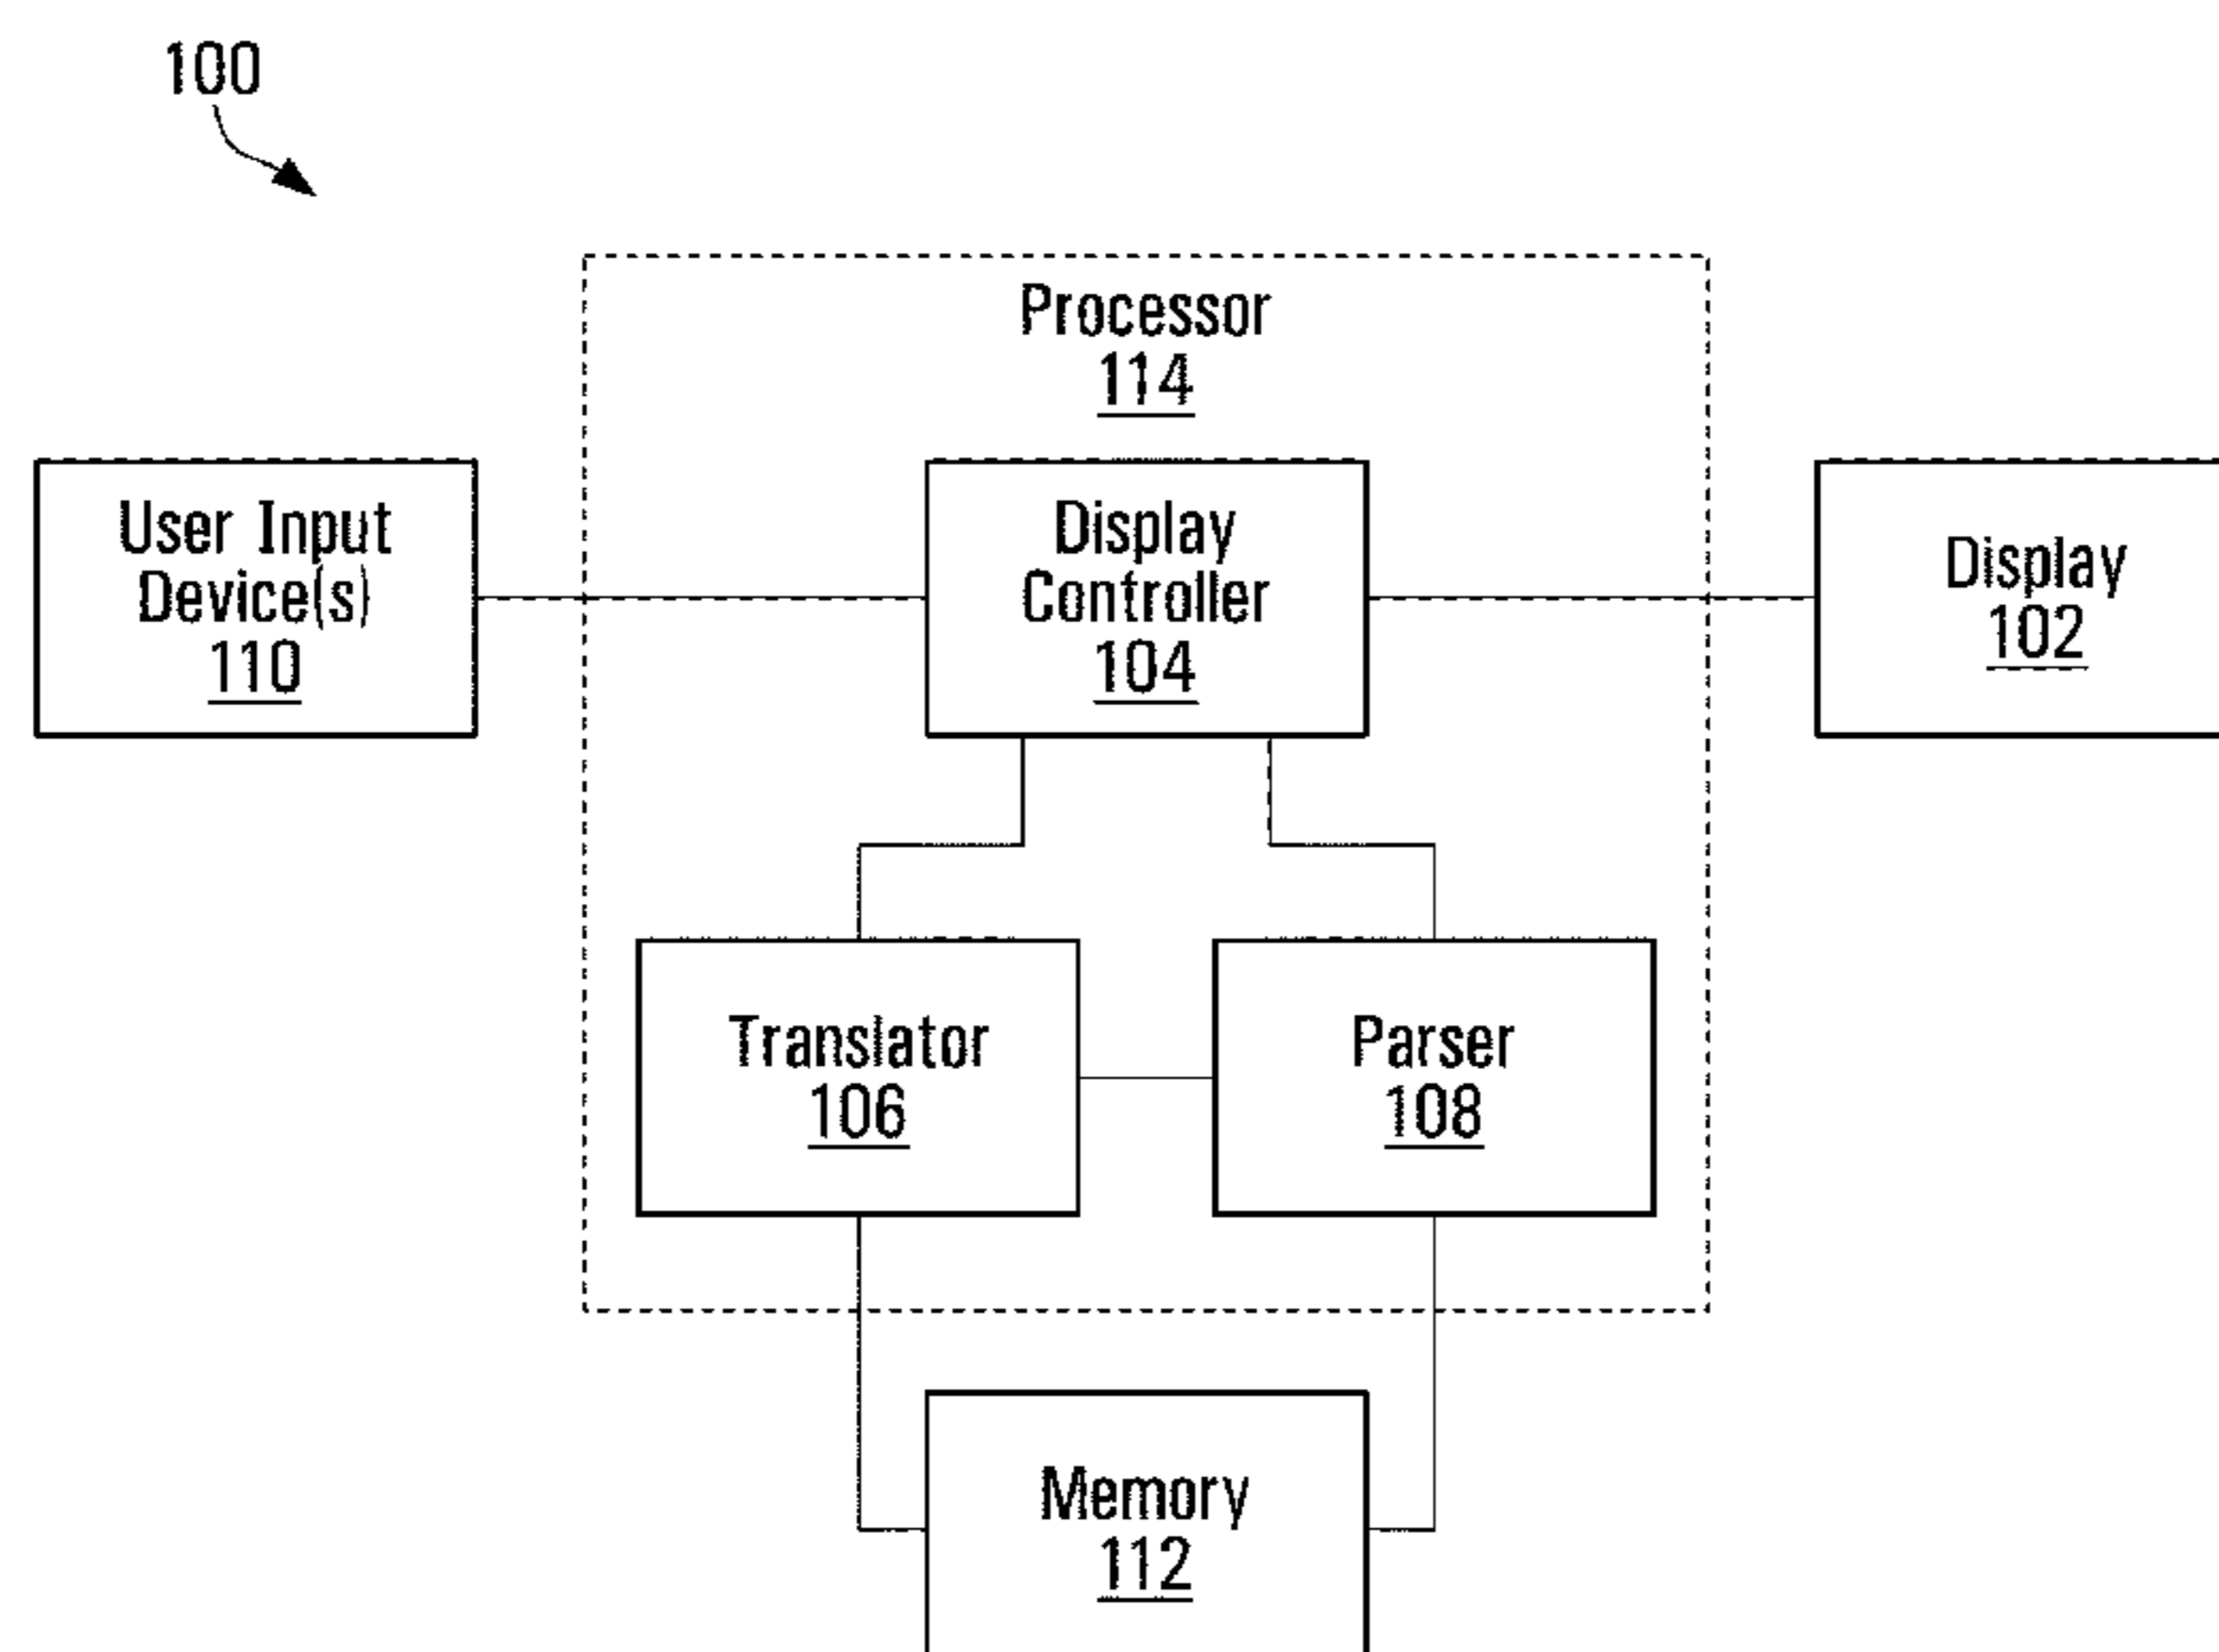 100
Processor
114
User Input
Device(s)
110
Display
Controller
104
Display
102
Translator
106
Parser
108
Memory
112